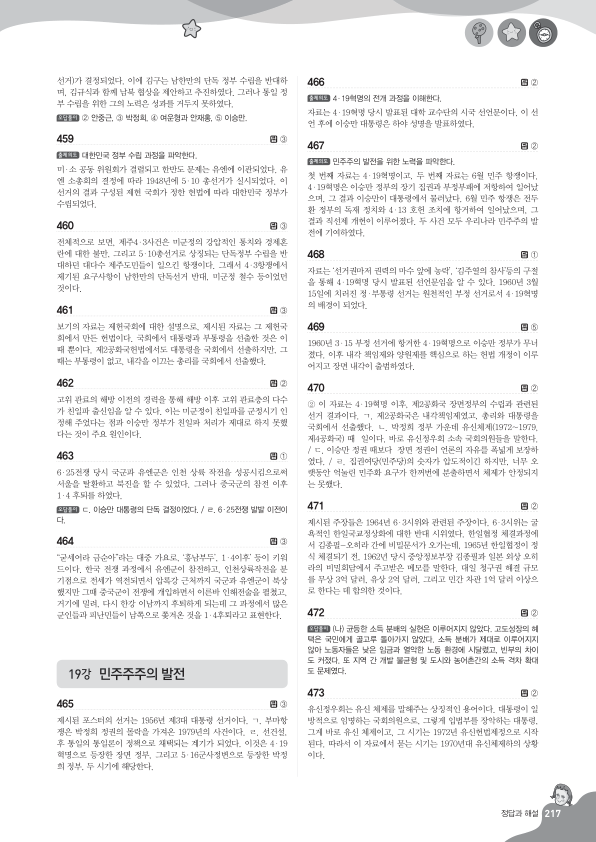 선거)가 결정되었다. 이에 김구는 남한만의 단독 정부 수립을 반대하
며, 김규식과 함께 남북 협상을 제안하고 추진하였다. 그러나 통일 정
부 수립을 위한 그의 노력은 성과를 거두지 못하였다.
오답풀이 ② 안중근, ③ 박정희, ④ 여운형과 안재홍, ⑤ 이승만.
459 답 ③
출제의도 대한민국 정부 수립 과정을 파악한다.
미·소 공동 위원회가 결렬되고 한반도 문제는 유엔에 이관되었다. 유
엔 소총회의 결정에 따라 1948년에 5·10 총선거가 실시되었다. 이
선거의 결과 구성된 제헌 국회가 정한 헌법에 따라 대한민국 정부가
수립되었다.
460 답 ③
전체적으로 보면, 제주4·3사건은 미군정의 강압적인 통치와 경제혼
란에 대한 불만, 그리고 5·10총선거로 상징되는 단독정부 수립을 반
대하던 대다수 제주도민들이 일으킨 항쟁이다. 그래서 4·3항쟁에서
제기된 요구사항이 남한만의 단독선거 반대, 미군정 철수 등이었던
것이다.
461 답 ③
보기의 자료는 제헌국회에 대한 설명으로, 제시된 자료는 그 제헌국
회에서 만든 헌법이다. 국회에서 대통령과 부통령을 선출한 것은 이
때 뿐이다. 제2공화국헌법에서도 대통령을 국회에서 선출하지만, 그
때는 부통령이 없고, 내각을 이끄는 총리를 국회에서 선출했다.
462 답 ②
고위 관료의 해방 이전의 경력을 통해 해방 이후 고위 관료층의 다수
가 친일파 출신임을 알 수 있다. 이는 미군정이 친일파를 군정시기 인
정해 주었다는 점과 이승만 정부가 친일파 처리가 제대로 하지 못했
다는 것이 주요 원인이다.
463 답 ①
6·25전쟁 당시 국군과 유엔군은 인천 상륙 작전을 성공시킴으로써
서울을 탈환하고 북진을 할 수 있었다. 그러나 중국군의 참전 이후
1·4 후퇴를 하였다.
오답풀이 ㄷ. 이승만 대통령의 단독 결정이었다. / ㄹ. 6·25전쟁 발발 이전이
다.
464 답 ③
“굳세어라 금순아”라는 대중 가요로, ‘흥남부두’, 1·4이후’ 등이 키워
드이다. 한국 전쟁 과정에서 유엔군이 참전하고, 인천상륙작전을 분
기점으로 전세가 역전되면서 압록강 근처까지 국군과 유엔군이 북상
했지만 그때 중국군이 전쟁에 개입하면서 이른바 인해전술을 펼쳤고,
거기에 밀려, 다시 한강 이남까지 후퇴하게 되는데 그 과정에서 많은
군인들과 피난민들이 남쪽으로 쫓겨온 것을 1·4후퇴라고 표현한다.
19강 민주주주의 발전
465 답 ③
제시된 포스터의 선거는 1956년 제3대 대통령 선거이다. ㄱ. 부마항
쟁은 박정희 정권의 몰락을 가져온 1979년의 사건이다. ㄹ. 선건설,
후 통일의 통일론이 정책으로 채택되는 계기가 되었다. 이것은 4·19
혁명으로 등장한 장면 정부, 그리고 5·16군사정변으로 등장한 박정
희 정부, 두 시기에 해당한다.
466 답 ②
출제의도 4·19혁명의 전개 과정을 이해한다.
자료는 4·19혁명 당시 발표된 대학 교수단의 시국 선언문이다. 이 선
언 후에 이승만 대통령은 하야 성명을 발표하였다.
467 답 ②
출제의도 민주주의 발전을 위한 노력을 파악한다.
첫 번째 자료는 4·19혁명이고, 두 번째 자료는 6월 민주 항쟁이다.
4·19혁명은 이승만 정부의 장기 집권과 부정부패에 저항하여 일어났
으며, 그 결과 이승만이 대통령에서 물러났다. 6월 민주 항쟁은 전두
환 정부의 독재 정치와 4·13 호헌 조치에 항거하여 일어났으며, 그
결과 직선제 개헌이 이루어졌다. 두 사건 모두 우리나라 민주주의 발
전에 기여하였다.
468 답 ①
자료는 ‘선거권마저 권력의 마수 앞에 농락’, ‘김주열의 참사’등의 구절
을 통해 4·19혁명 당시 발표된 선언문임을 알 수 있다. 1960년 3월
15일에 치러진 정·부통령 선거는 원천적인 부정 선거로서 4·19혁명
의 배경이 되었다.
469 답 ⑤
1960년 3·15 부정 선거에 항거한 4·19혁명으로 이승만 정부가 무너
졌다. 이후 내각 책임제와 양원제를 핵심으로 하는 헌법 개정이 이루
어지고 장면 내각이 출범하였다.
470 답 ②
② 이 자료는 4·19혁명 이후, 제2공화국 장면정부의 수립과 관련된
선거 결과이다. ㄱ. 제2공화국은 내각책임제였고, 총리와 대통령을
국회에서 선출했다. ㄴ. 박정희 정부 가운데 유신체제(1972~1979,
제4공화국) 때 일이다. 바로 유신정우회 소속 국회의원들을 말한다.
/ ㄷ. 이승만 정권 때보다 장면 정권이 언론의 자유를 폭넓게 보장하
였다. / ㄹ. 집권여당(민주당)의 숫자가 압도적이긴 하지만, 너무 오
랫동안 억눌린 민주화 요구가 한꺼번에 분출하면서 체제가 안정되지
는 못했다.
471 답 ②
제시된 주장들은 1964년 6·3시위와 관련된 주장이다. 6·3시위는 굴
욕적인 한일국교정상화에 대한 반대 시위였다. 한일협정 체결과정에
서 김종필-오히라 간에 비밀문서가 오가는데, 1965년 한일협정이 정
식 체결되기 전, 1962년 당시 중앙정보부장 김종필과 일본 외상 오히
라의 비밀회담에서 주고받은 메모를 말한다. 대일 청구권 해결 규모
를 무상 3억 달러, 유상 2억 달러, 그리고 민간 차관 1억 달러 이상으
로 한다는 데 합의한 것이다.
472 답 ②
오답풀이 (나) 균등한 소득 분배의 실현은 이루어지지 않았다. 고도성장의 혜
택은 국민에게 골고루 돌아가지 않았다. 소득 분배가 제대로 이루어지지
않아 노동자들은 낮은 임금과 열악한 노동 환경에 시달렸고, 빈부의 차이
도 커졌다. 또 지역 간 개발 불균형 및 도시와 농어촌간의 소득 격차 확대
도 문제였다.
473 답 ②
유신정우회는 유신 체제를 말해주는 상징적인 용어이다. 대통령이 일
방적으로 임명하는 국회의원으로, 그렇게 입법부를 장악하는 대통령,
그게 바로 유신 체제이고, 그 시기는 1972년 유신헌법제정으로 시작
된다. 따라서 이 자료에서 묻는 시기는 1970년대 유신체제하의 상황
이다.
정답과 해설 217